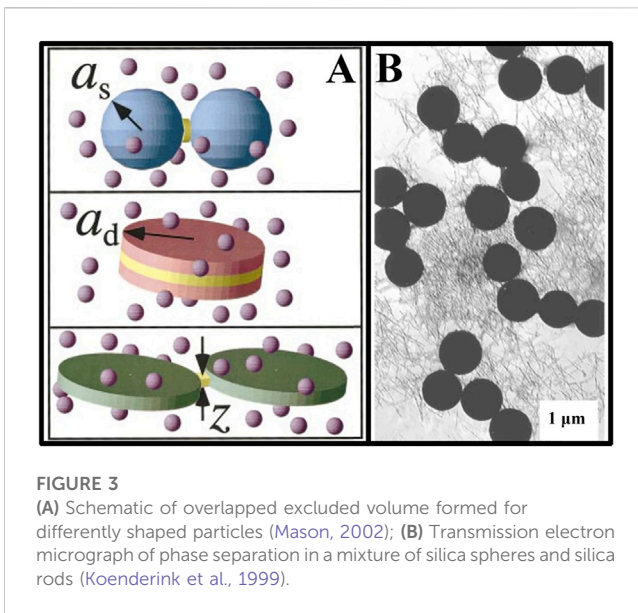 A
B
a_s
a_d
z
1 µm
FIGURE 3
(A) Schematic of overlapped excluded volume formed for
differently shaped particles (Mason, 2002); (B) Transmission electron
micrograph of phase separation in a mixture of silica spheres and silica
rods (Koenderink et al., 1999).